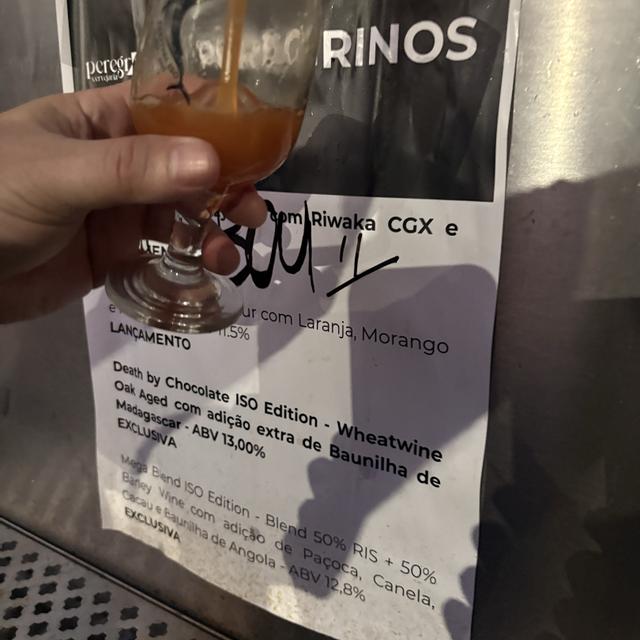 peregr
RINOS
com Riwaka CGX e
ur com Laranja, Morango
11.5%
LANÇAMENTO
Death by Chocolate ISO Edition - Wheatwine
Oak Aged com adição extra de Baunilha de
Madagascar - ABV 13,00%
EXCLUSIVA
Mega Blend ISO Edition - Blend 50% RIS + 50%
Barley Wine com adição de Paçoca, Canela,
Cacau e Baunilha de Angola - ABV 12,8%
EXCLUSIVA